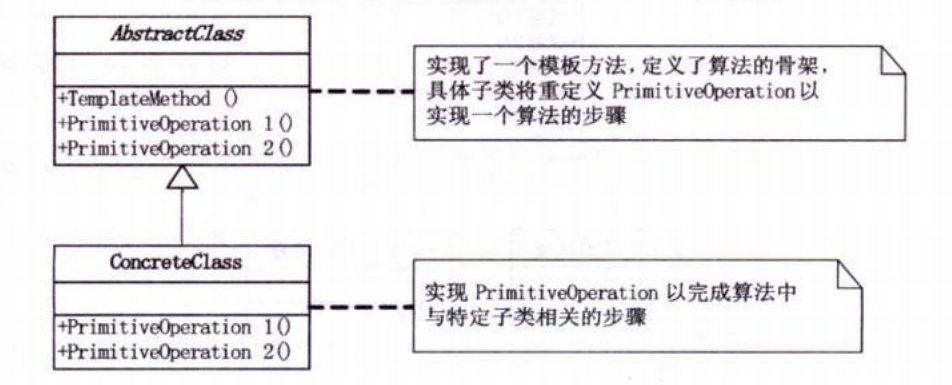 AbstractClass
+TemplateMethod ()
+PrimitiveOperation 1()
+PrimitiveOperation 2()
实现了一个模板方法，定义了算法的骨架，
具体子类将重定义 PrimitiveOperation 以
实现一个算法的步骤
ConcreteClass
+PrimitiveOperation 1()
+PrimitiveOperation 2()
实现 PrimitiveOperation 以完成算法中
与特定子类相关的步骤